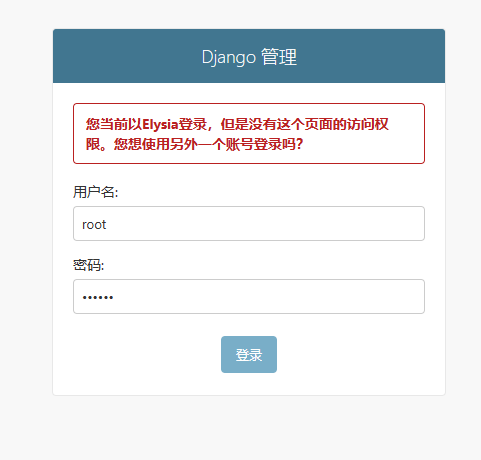 Django 管理
您当前以Elysia登录，但是没有这个页面的访问权
限。您想使用另外一个账号登录吗？
用户名:
root
密码:
••••••
登录